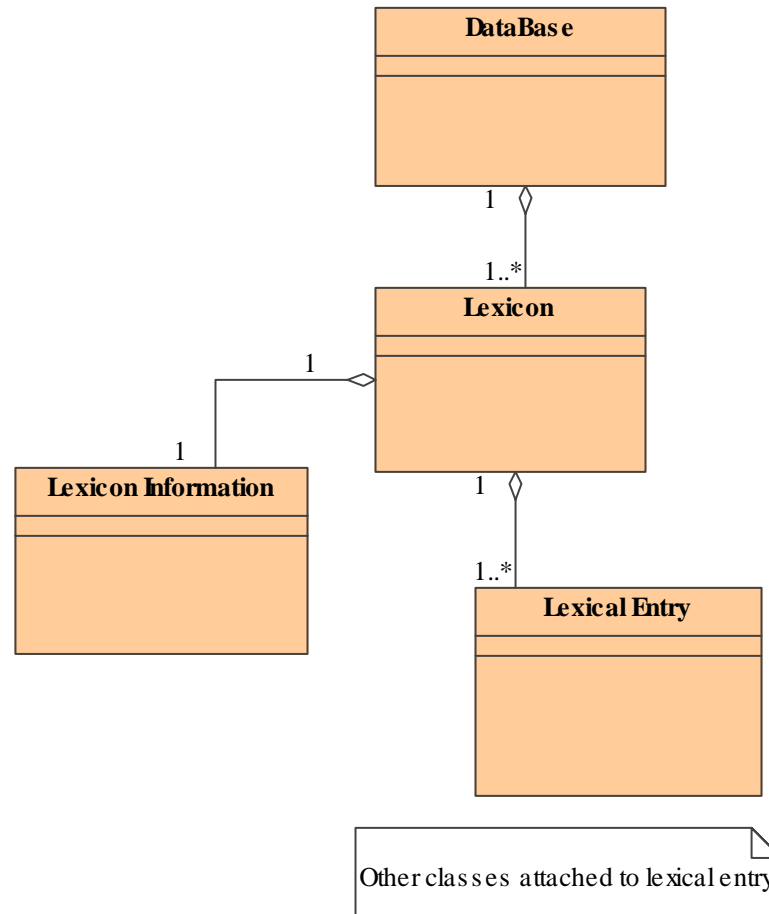 DataBase
1
1..*
Lexicon
1
1
Lexicon Information
1
1..*
Lexical Entry
Other classes attached to lexical entry